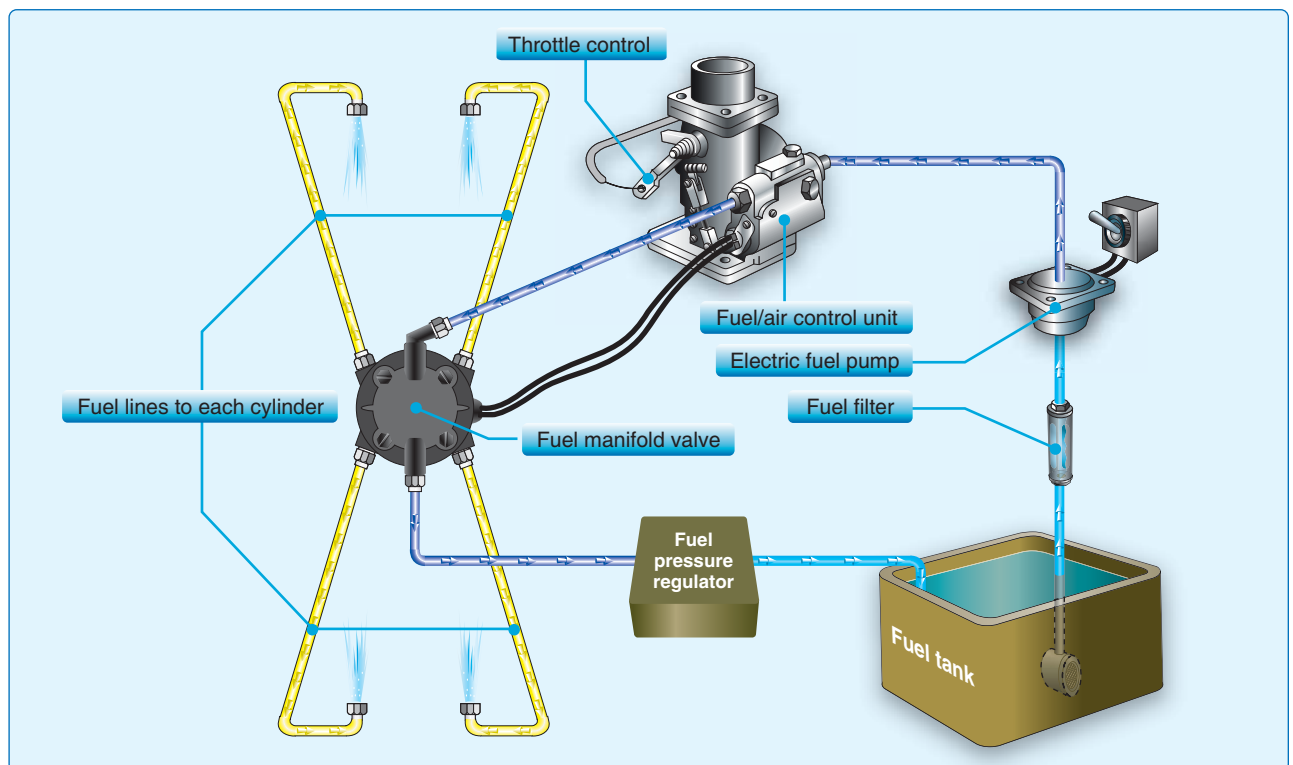 Throttle control
Fuel/air control unit
Electric fuel pump
Fuel lines to each cylinder
Fuel filter
Fuel manifold valve
Fuel
pressure
regulator
Fuel tank